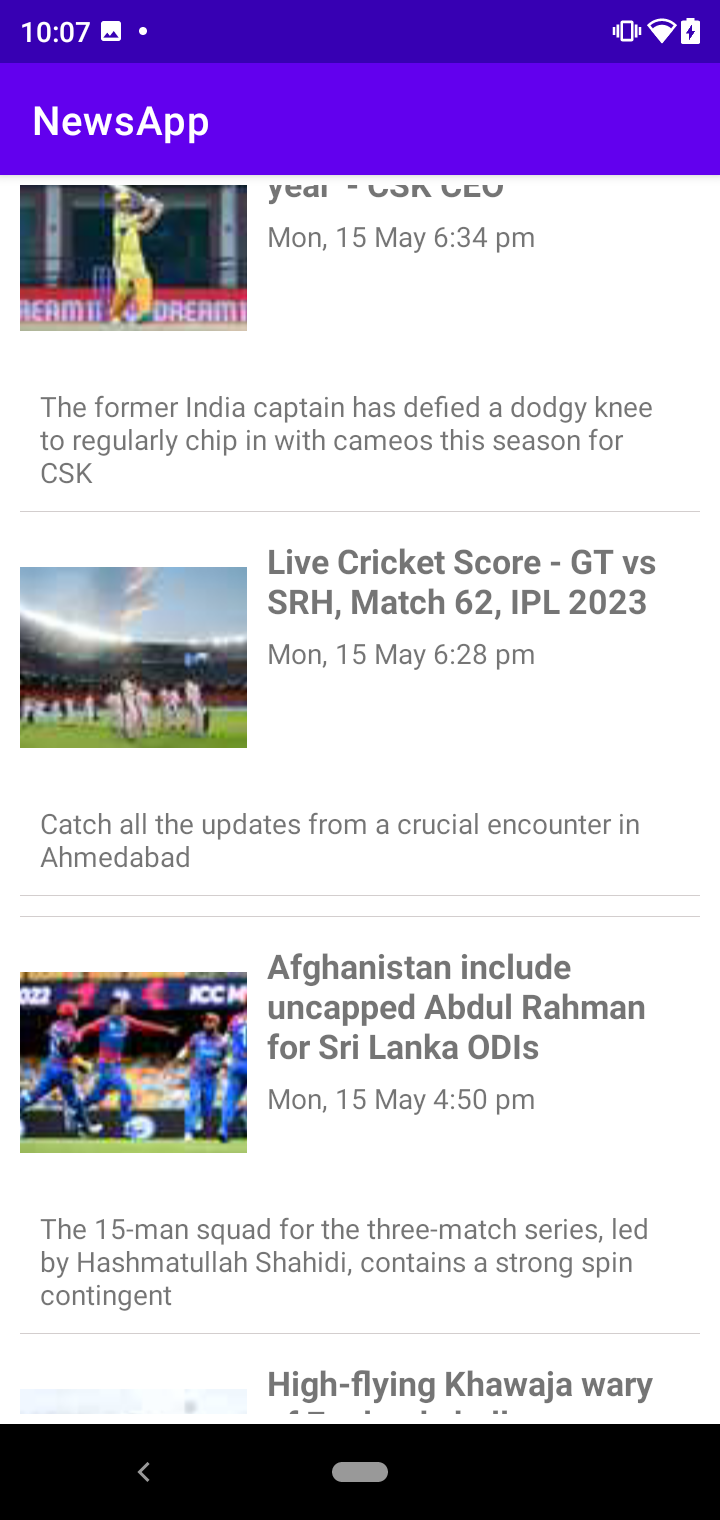 10:07
NewsApp
year' - CSK CEO
Mon, 15 May 6:34 pm
DREAM11
The former India captain has defied a dodgy knee
to regularly chip in with cameos this season for
CSK
Live Cricket Score - GT vs
SRH, Match 62, IPL 2023
Mon, 15 May 6:28 pm
Catch all the updates from a crucial encounter in
Ahmedabad
2022
ICC M
Afghanistan include
uncapped Abdul Rahman
for Sri Lanka ODIs
Mon, 15 May 4:50 pm
The 15-man squad for the three-match series, led
by Hashmatullah Shahidi, contains a strong spin
contingent
High-flying Khawaja wary